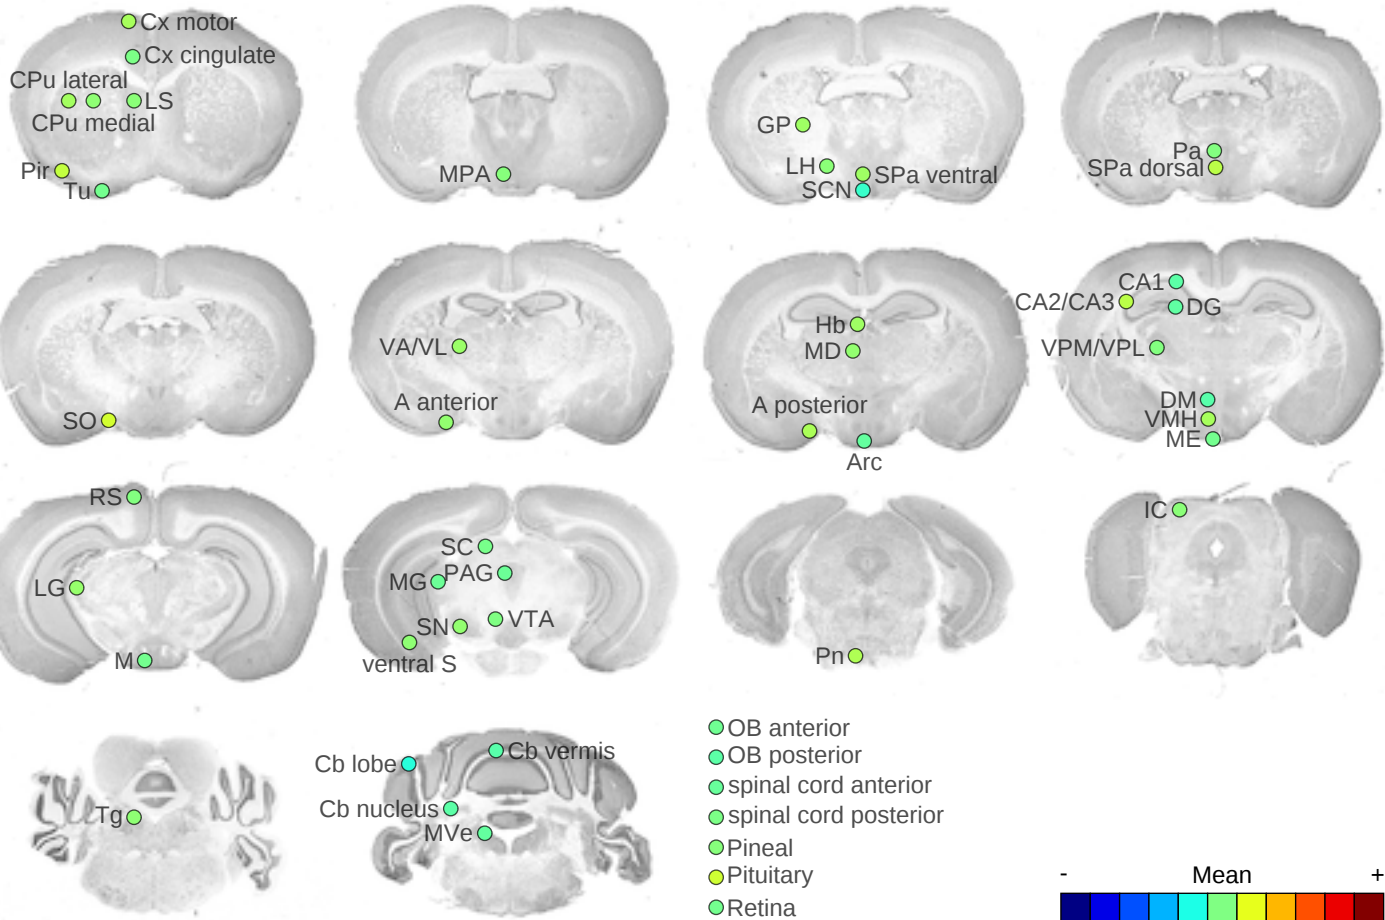 Cx motor
Cx cingulate
CPu lateral
LS
CPu medial
Pir
Tu
MPA
GP
LH
SPa ventral
SCN
Pa
SPa dorsal
SO
VA/VL
A anterior
Hb
MD
A posterior
Arc
CA1
CA2/CA3
DG
VPM/VPL
DM
VMH
ME
RS
LG
M
SC
MG
PAG
SN
VTA
ventral S
Pn
IC
Tg
Cb lobe
Cb vermis
Cb nucleus
MVe
OB anterior
OB posterior
spinal cord anterior
spinal cord posterior
Pineal
Pituitary
Retina
- Mean +